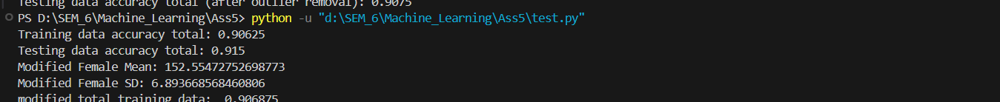 Testing data accuracy total (after outlier removal): 0.9075
PS D:\SEM_6\Machine_Learning\Ass5> python -u "d:\SEM_6\Machine_Learning\Ass5\test.py"
Training data accuracy total: 0.90625
Testing data accuracy total: 0.915
Modified Female Mean: 152.55472752698773
Modified Female SD: 6.893668568460806
modified total training data:  0.906875